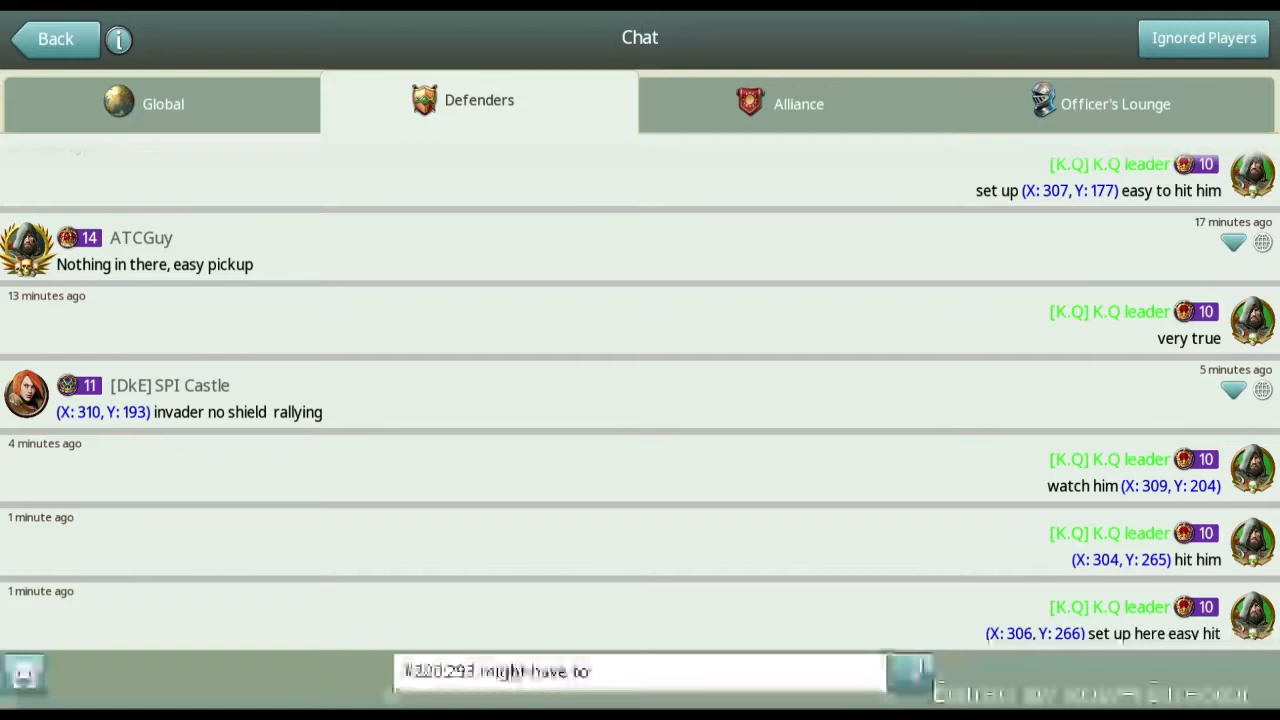 Back
Chat
Ignored Players
Global
Defenders
Alliance
Officer's Lounge
[K.Q] K.Q leader 10
set up (X: 307, Y: 177) easy to hit him
17 minutes ago
14 ATCGuy
Nothing in there, easy pickup
13 minutes ago
[K.Q] K.Q leader 10
very true
5 minutes ago
11 [DkE] SPI Castle
(X: 310, Y: 193) invader no shield rallying
4 minutes ago
[K.Q] K.Q leader 10
watch him (X: 309, Y: 204)
1 minute ago
[K.Q] K.Q leader 10
(X: 304, Y: 265) hit him
1 minute ago
[K.Q] K.Q leader 10
(X: 306, Y: 266) set up here easy hit
might have to